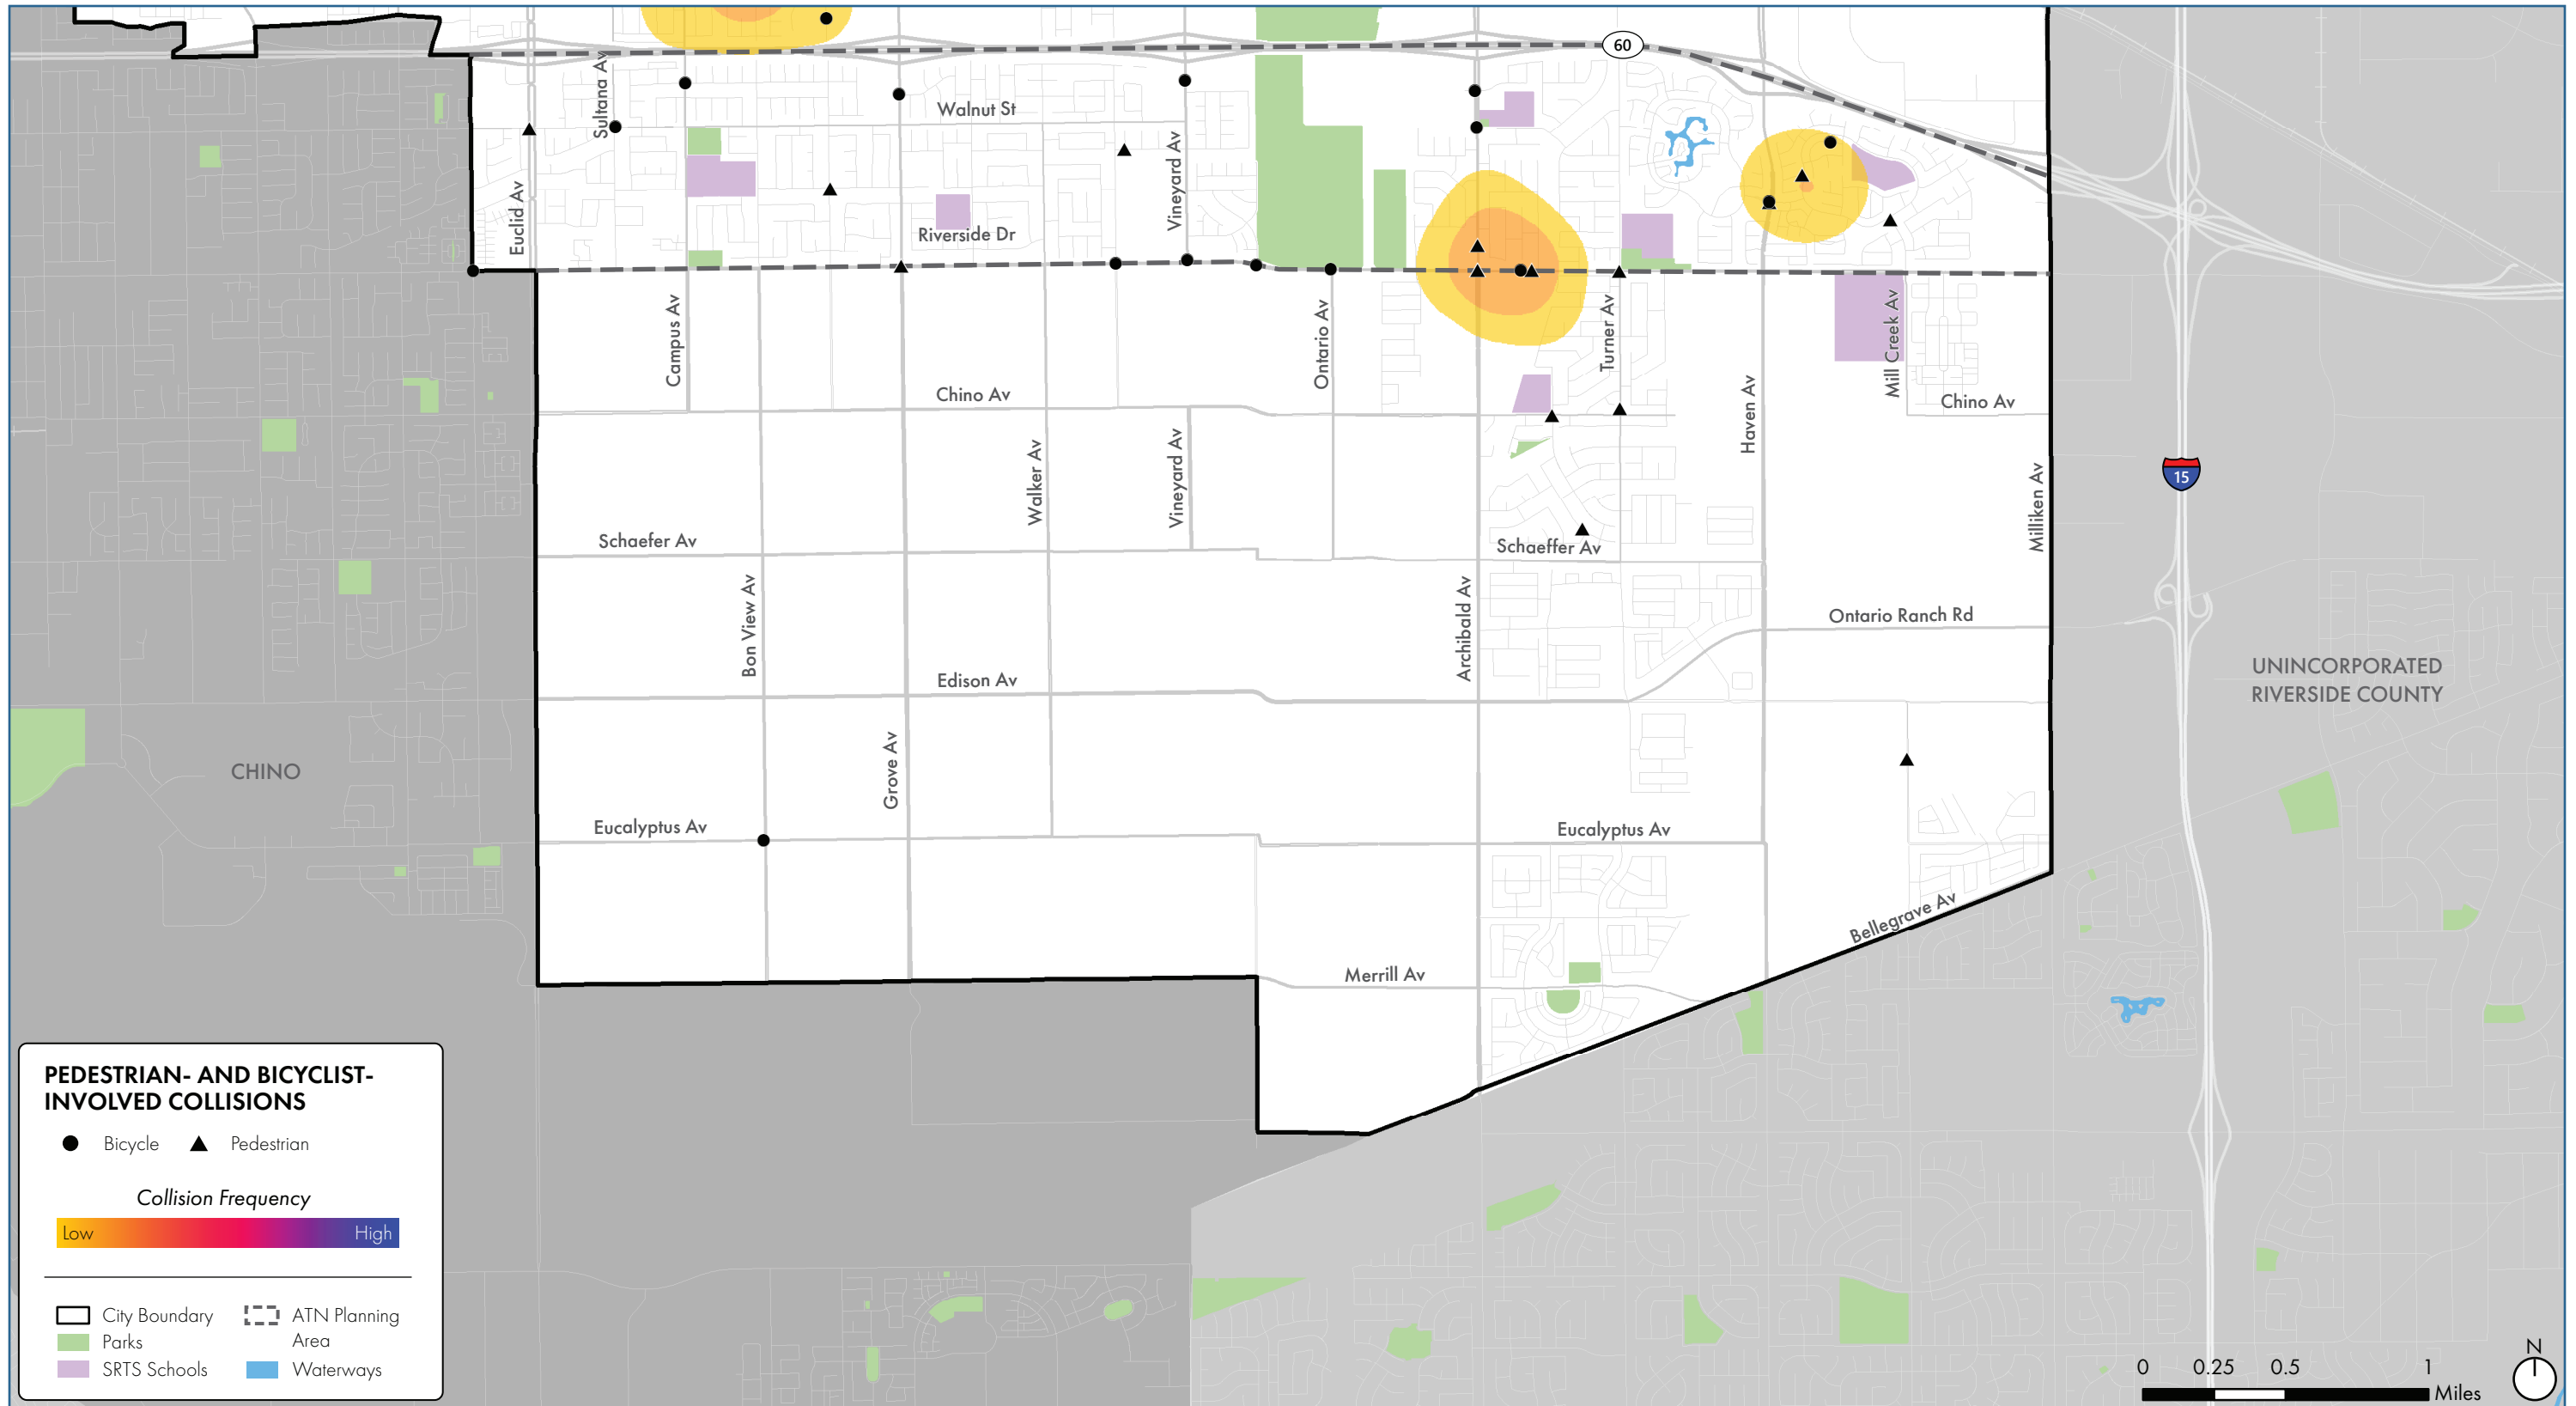 60
Sultana Av
Walnut St
Euclid Av
Vineyard Av
Riverside Dr
Campus Av
Ontario Av
Turner Av
Mill Creek Av
Chino Av
Chino Av
Haven Av
Walker Av
Vineyard Av
Milliken Av
15
Schaefer Av
Schaeffer Av
Bon View Av
Archibald Av
Ontario Ranch Rd
Edison Av
UNINCORPORATED
RIVERSIDE COUNTY
CHINO
Grove Av
Eucalyptus Av
Eucalyptus Av
Bellegrave Av
Merrill Av
PEDESTRIAN- AND BICYCLIST-
INVOLVED COLLISIONS
Bicycle Pedestrian
Collision Frequency
Low High
City Boundary ATN Planning
Area
Parks
SRTS Schools Waterways
N
0 0.25 0.5 1
Miles